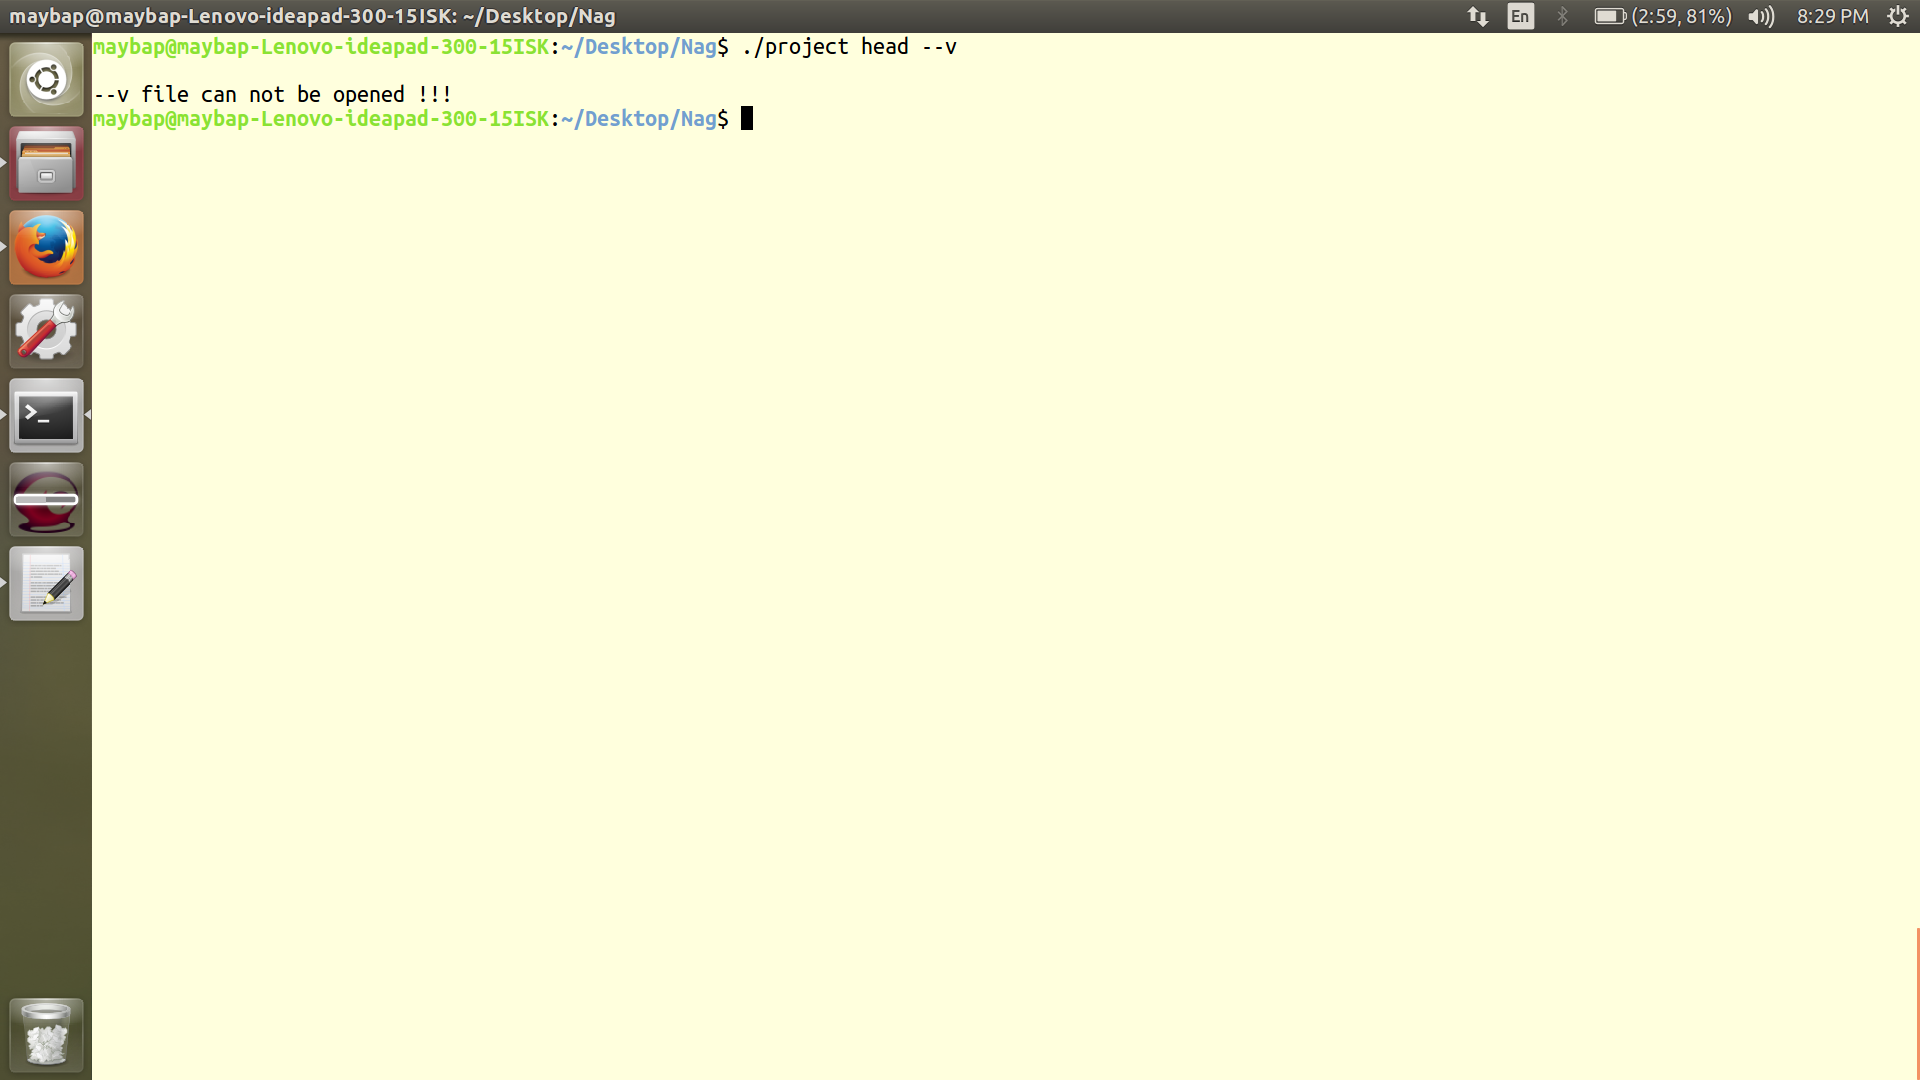 maybap@maybap-Lenovo-ideapad-300-15ISK: ~/Desktop/Nag
En
(2:59, 81%)
8:29 PM
maybap@maybap-Lenovo-ideapad-300-15ISK:~/Desktop/Nag$ ./project head --v
--v file can not be opened !!!
maybap@maybap-Lenovo-ideapad-300-15ISK:~/Desktop/Nag$